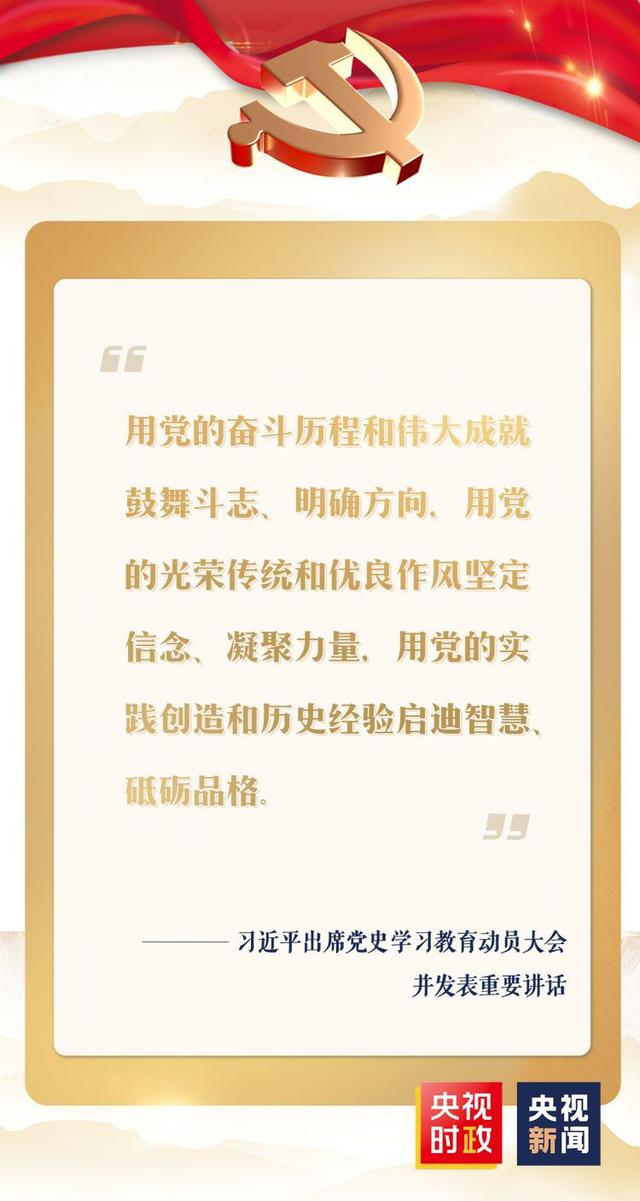 “
用党的奋斗历程和伟大成就
鼓舞斗志、明确方向，用党
的光荣传统和优良作风坚定
信念、凝聚力量，用党的实
践创造和历史经验启迪智慧、
砥砺品格。
”
——习近平出席党史学习教育动员大会
并发表重要讲话
央视
时政
央视
新闻